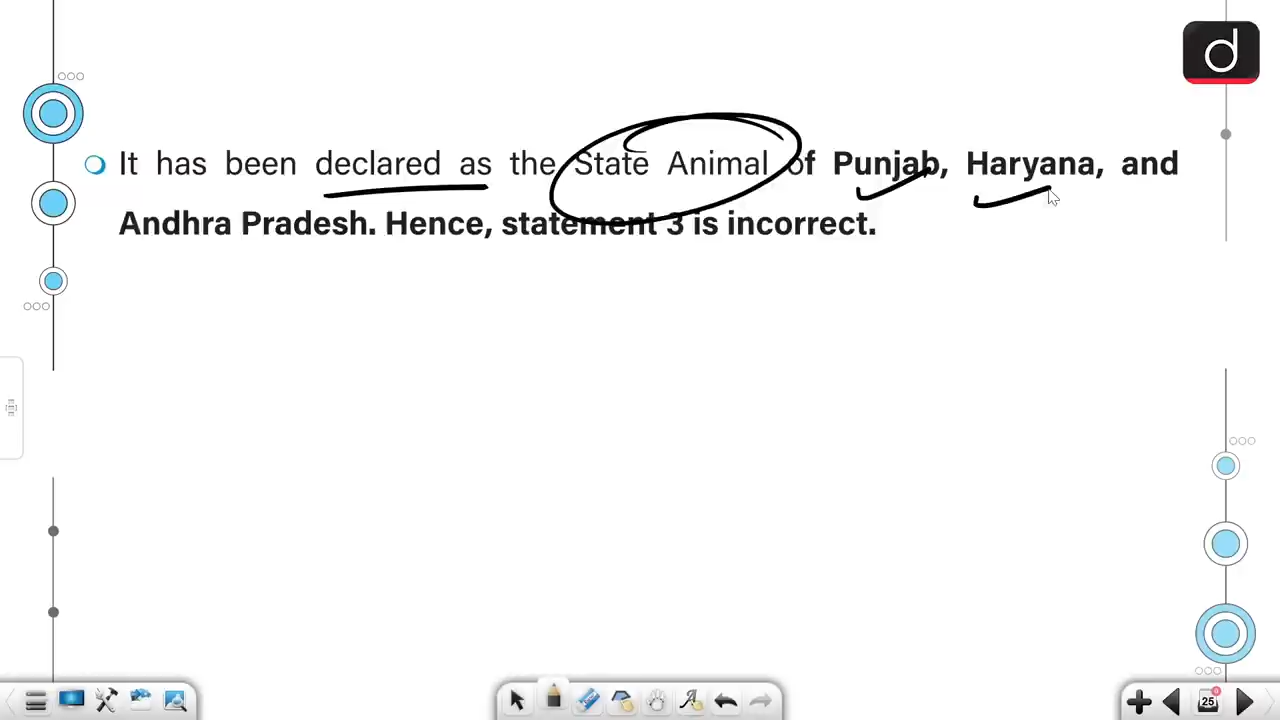 It has been declared as the State Animal of Punjab, Haryana, and
Andhra Pradesh. Hence, statement 3 is incorrect.
d
25